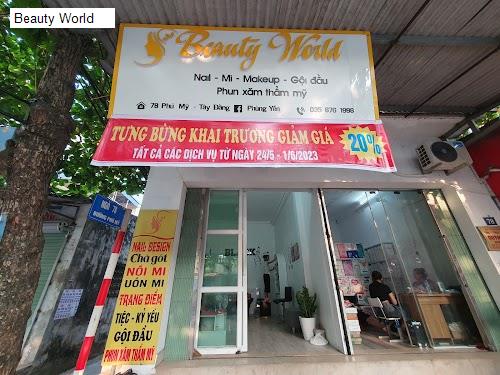 Beauty World
Beauty World
Nail - Mi - Makeup - Gội đầu
Phun xăm thẩm mỹ
79 Phú Mỹ - Tây Đằng Phùng Yến 035 670 1998
TƯNG BỪNG KHAI TRƯƠNG GIẢM GIÁ
TẤT CẢ CÁC DỊCH VỤ TỪ NGÀY 24/5 - 1/6/2023
20%
NAIL DESIGN
Chà gót
NỐI MI
UỐN MI
TRANG ĐIỂM
TIỆC - KỶ YẾU
GỘI ĐẦU
PHUN XĂM THẨM MỸ